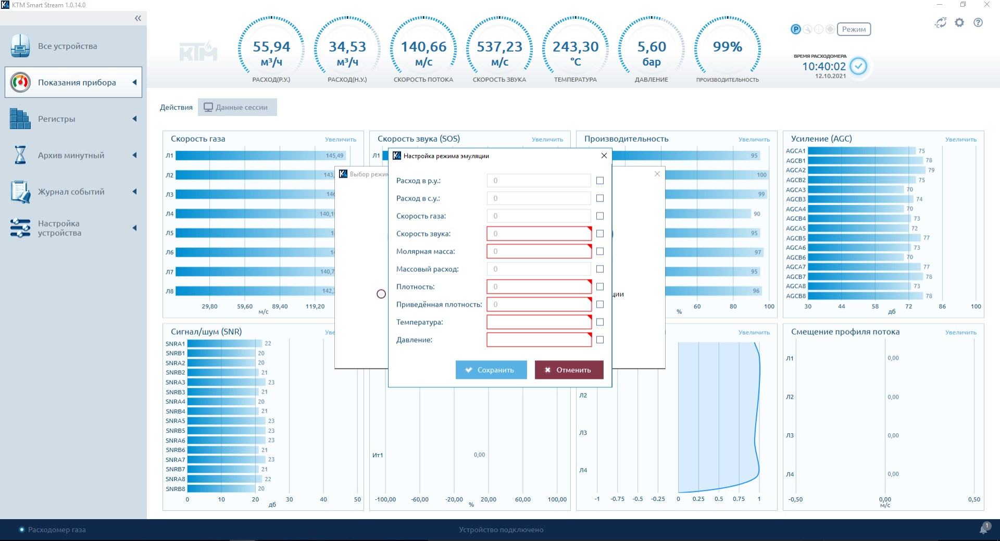 KTM Smart Stream 1.0.14.0
«
Все устройства
Показания прибора
Регистры
Архив минутный
Журнал событий
Настройка
устройства
КТМ
55,94
м³/ч
РАСХОД(Р.У.)
34,53
м³/ч
РАСХОД(Н.У.)
140,66
м/с
СКОРОСТЬ ПОТОКА
537,23
м/с
СКОРОСТЬ ЗВУКА
243,30
°C
ТЕМПЕРАТУРА
5,60
бар
ДАВЛЕНИЕ
99%
ПРОИЗВОДИТЕЛЬНОСТЬ
P
Режим
°C °F
?
ВРЕМЯ РАСХОДОМЕРА
10:40:02
12.10.2021
Действия
Данные сессии
Скорость газа Увеличить
Л1 145,49
Л2 143,
Л3 146
Л4 140,1
Л5 14
Л6 14
Л7 140,7
Л8 142,
29,80 59,60 89,40 119,20
м/с
Скорость звука (SOS) Увеличить
Л1
Производительность Увеличить
95
100
99
90
95
97
95
96
60 80 100
%
Усиление (AGC) Увеличить
AGCA1 75
AGCB1 78
AGCA2 79
AGCB2 75
AGCA3 70
AGCB3 74
AGCA4 70
AGCB4 73
AGCA5 72
AGCB5 77
AGCA6 73
AGCB6 70
AGCA7 77
AGCB7 78
AGCA8 73
AGCB8 78
30 44 58 72 86 100
дб
Выбор режи
ции
Настройка режима эмуляции
Расход в р.у.: 0
Расход в с.у.: 0
Скорость газа: 0
Скорость звука: 0
Молярная масса: 0
Массовый расход: 0
Плотность: 0
Приведённая плотность: 0
Температура:
Давление:
Сохранить
Отменить
Сигнал/шум (SNR) Уве
SNRA1 22
SNRB1 20
SNRA2 20
SNRB2 21
SNRA3 23
SNRB3 21
SNRA4 20
SNRB4 21
SNRA5 23
SNRB5 23
SNRA6 23
SNRB6 21
SNRA7 23
SNRB7 21
SNRA8 22
SNRB8 20
0 10 20 30 40 50
дб
Ит1 0,00
-100,00 -60,00 -20,00 20,00 60,00 100,00
%
Увеличить
Л2
Л3
Л4
-1 -0.75 -0.5 -0.25 0 0.25 0.5 0.75 1
Смещение профиля потока Увеличить
Л1 0,00
Л2 0,00
Л3 0,00
Л4 0,00
-0,50 0,00 0,50
м/с
Расходомер газа
Устройство подключено
1